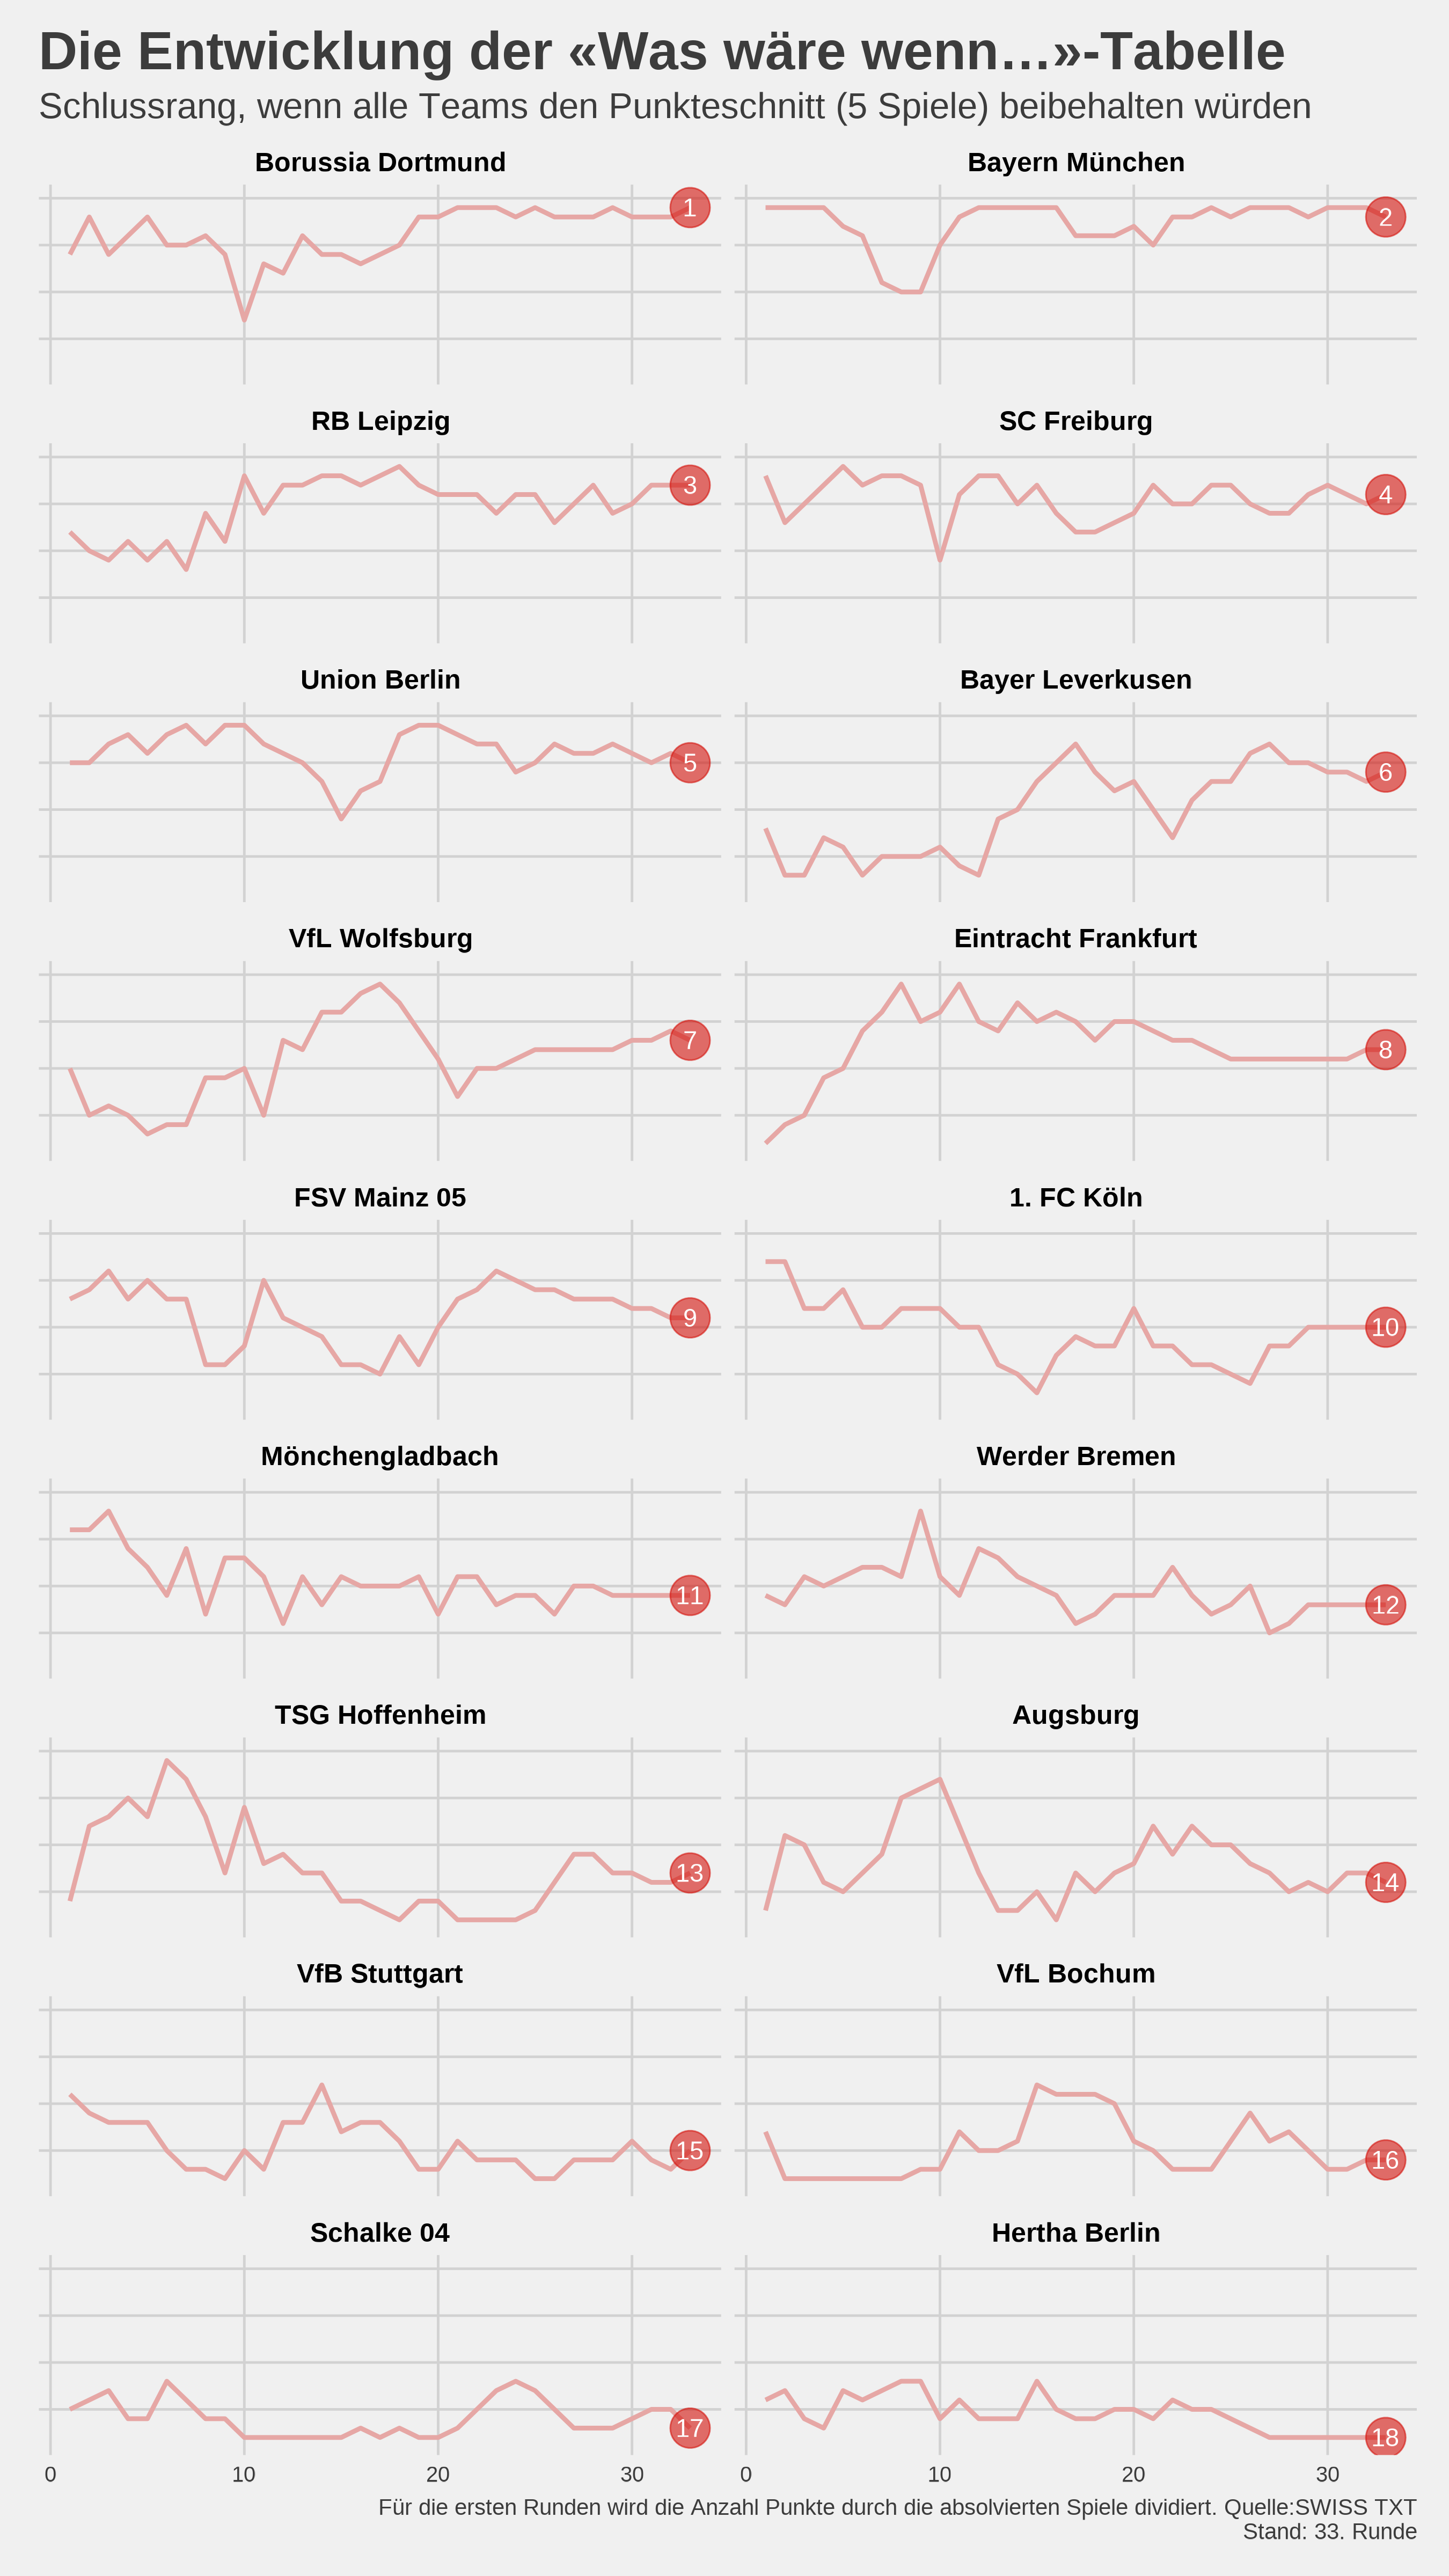 Die Entwicklung der «Was wäre wenn…»-Tabelle
Schlussrang, wenn alle Teams den Punkteschnitt (5 Spiele) beibehalten würden
Borussia Dortmund
Bayern München
1
2
RB Leipzig
SC Freiburg
3
4
Union Berlin
Bayer Leverkusen
5
6
VfL Wolfsburg
Eintracht Frankfurt
7
8
FSV Mainz 05
1. FC Köln
9
10
Mönchengladbach
Werder Bremen
11
12
TSG Hoffenheim
Augsburg
13
14
VfB Stuttgart
VfL Bochum
15
16
Schalke 04
Hertha Berlin
17
18
0 10 20 30
0 10 20 30
Für die ersten Runden wird die Anzahl Punkte durch die absolvierten Spiele dividiert. Quelle:SWISS TXT
Stand: 33. Runde